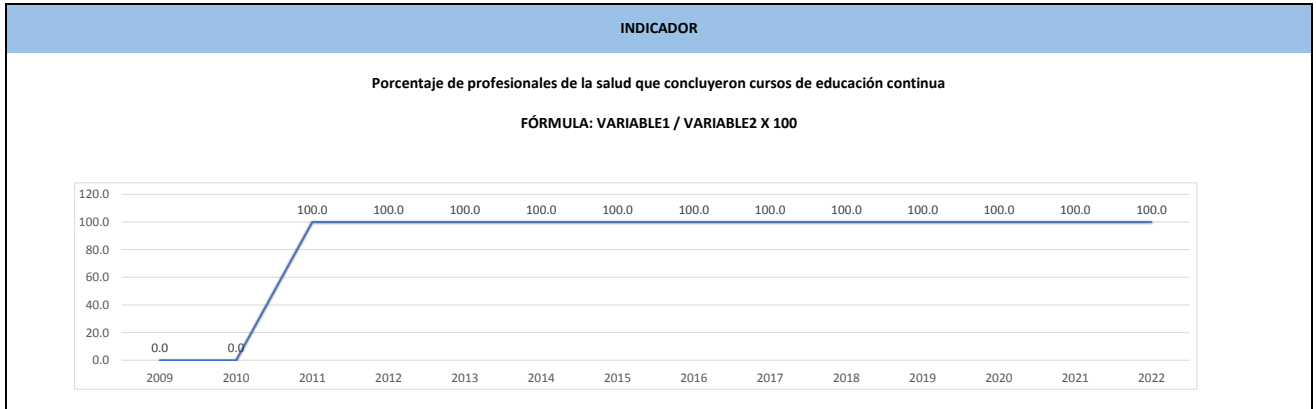 INDICADOR
Porcentaje de profesionales de la salud que concluyeron cursos de educación continua
FÓRMULA: VARIABLE1 / VARIABLE2 X 100
120.0
100.0 100.0 100.0 100.0 100.0 100.0 100.0 100.0 100.0 100.0 100.0 100.0
100.0
80.0
60.0
40.0
20.0
0.0 0.0
0.0
2009 2010 2011 2012 2013 2014 2015 2016 2017 2018 2019 2020 2021 2022